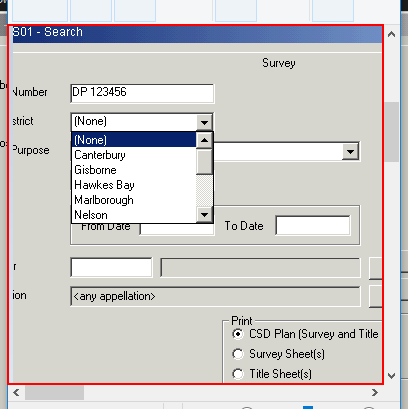 S01 - Search
Survey
Number DP 123456
strict (None)
(None)
Purpose
Canterbury
Gisborne
Hawkes Bay
Marlborough
Nelson
From Date To Date
r
ion <any appellation>
Print
CSD Plan (Survey and Title
Survey Sheet(s)
Title Sheet(s)